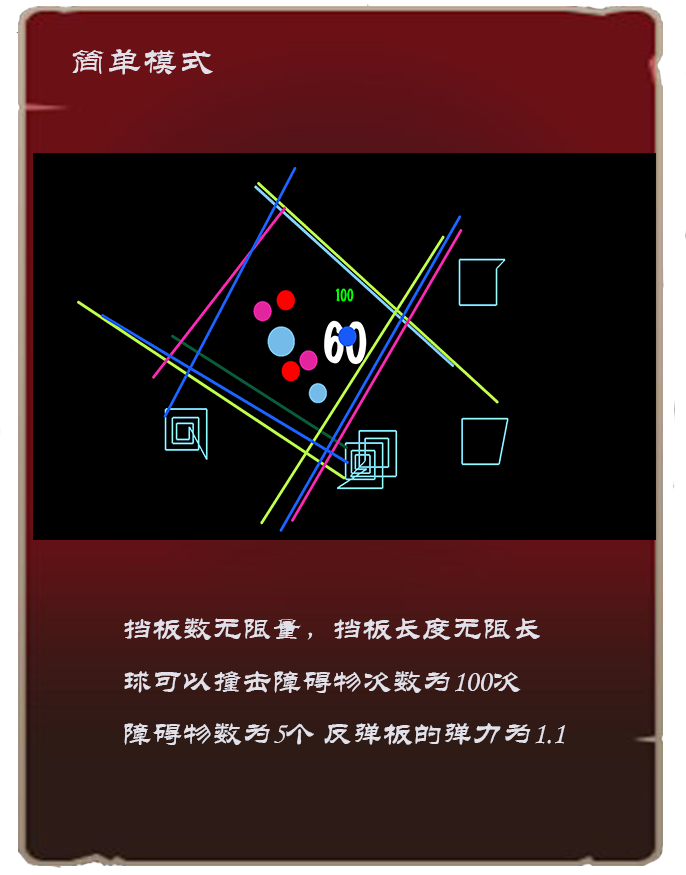 简单模式
100
60
挡板数无限量，挡板长度无限长
球可以撞击障碍物次数为100次
障碍物数为5个 反弹板的弹力为1.1